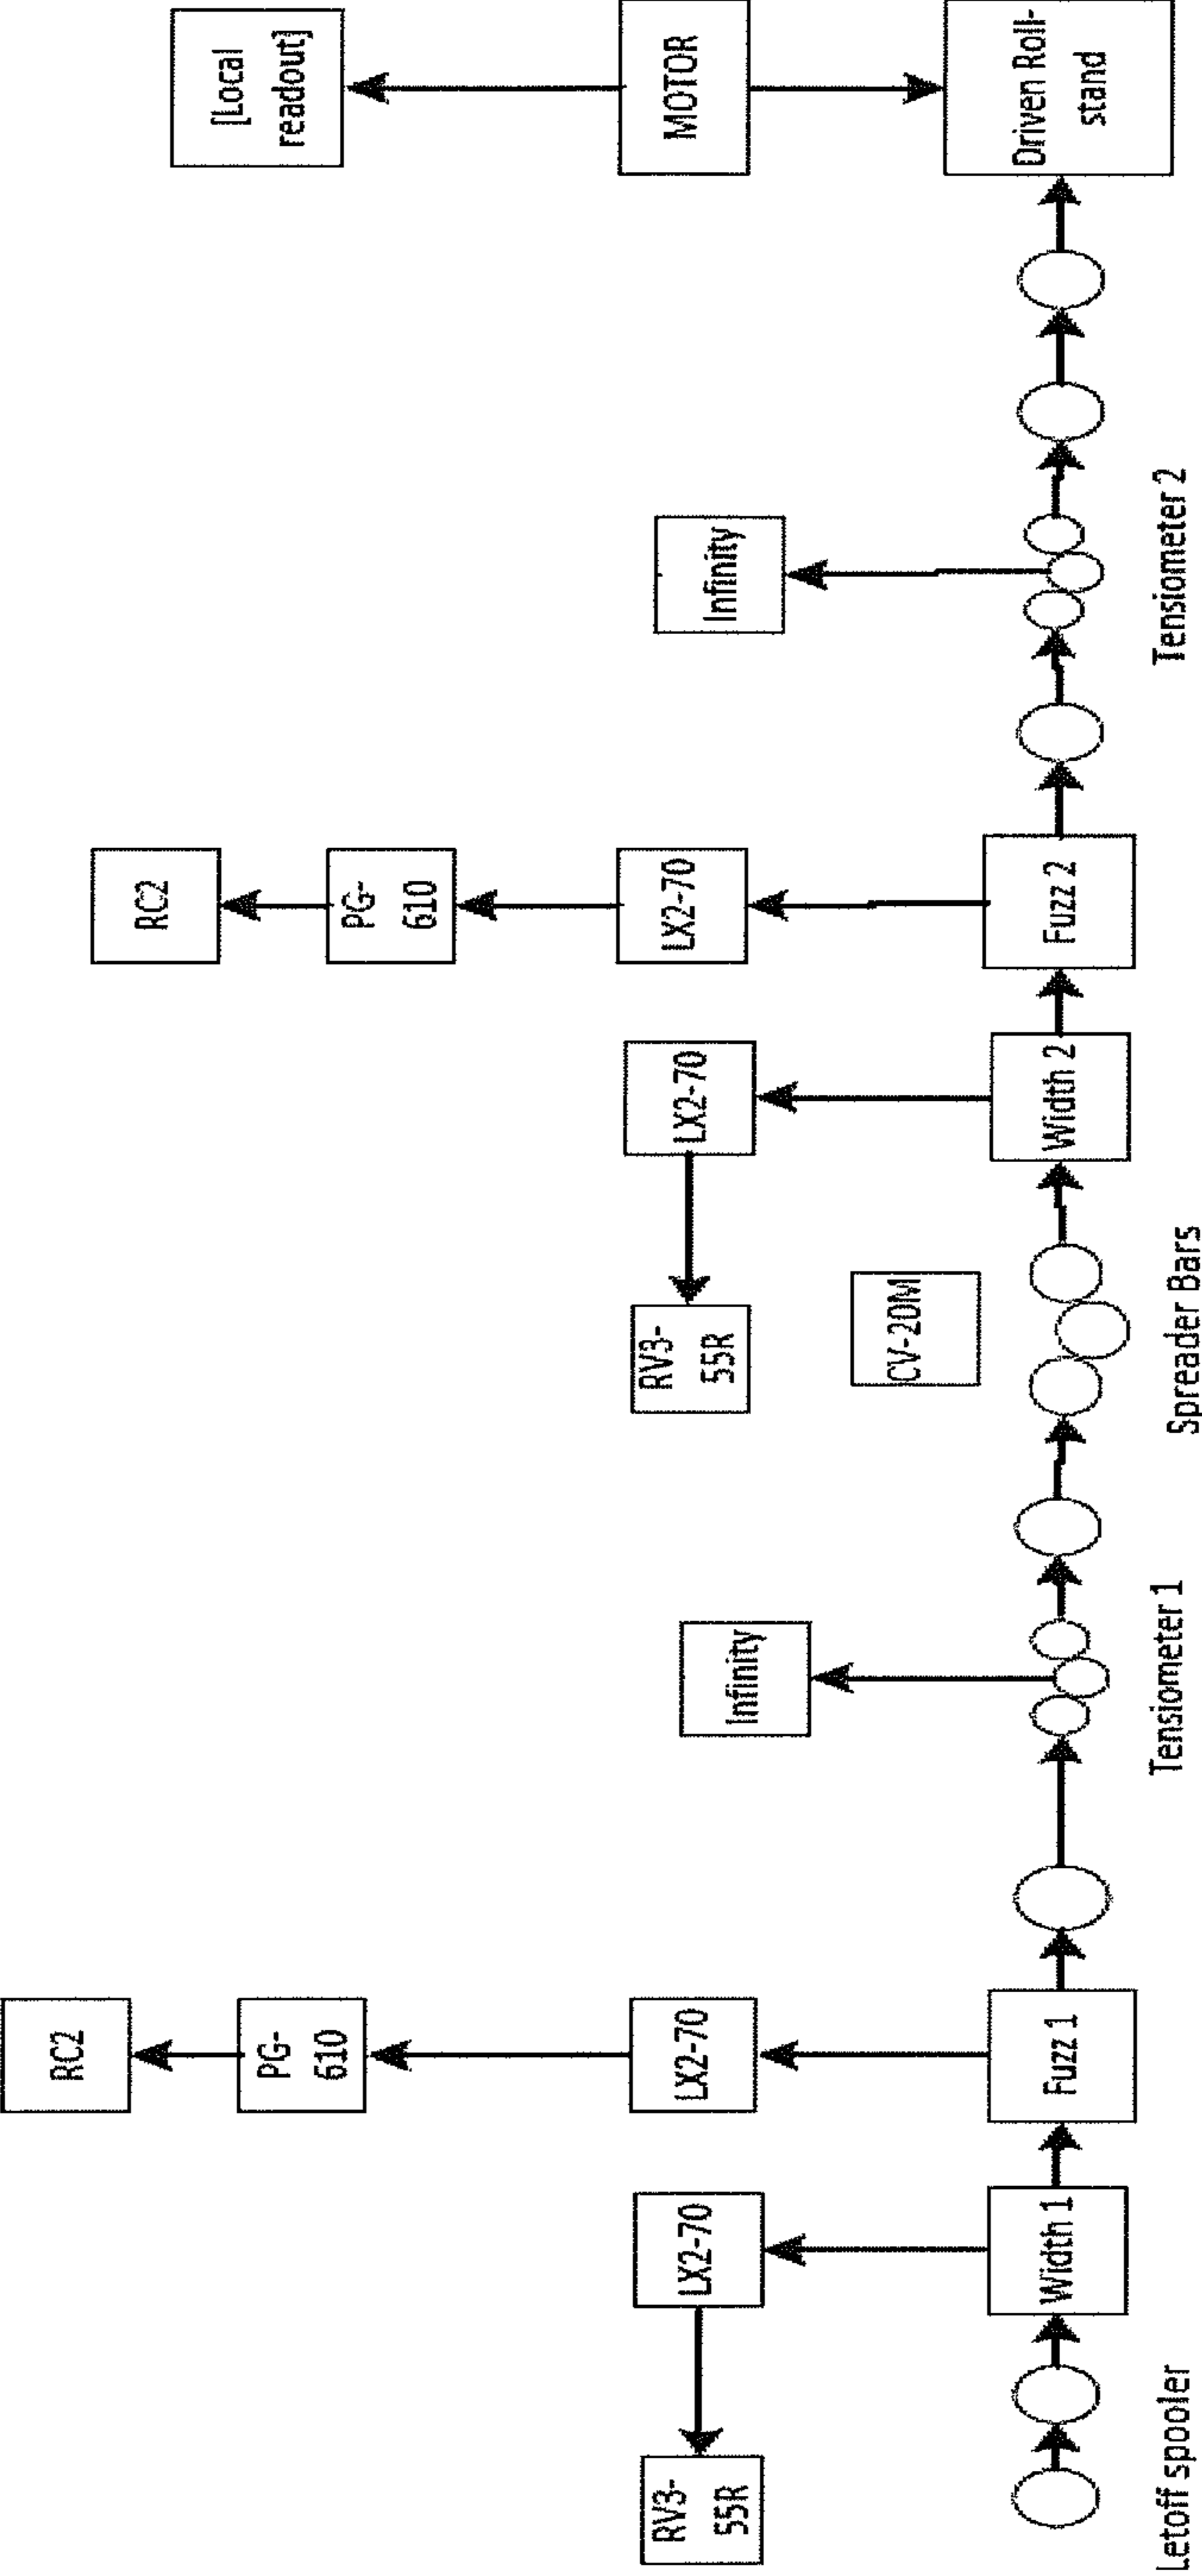 RC2
RC2
[Local
readout]
PG-
610
PG-
610
RV3-
55R
LX2-70
LX2-70
Infinity
RV3-
55R
LX2-70
LX2-70
Infinity
MOTOR
CV-2DM
Width 1
Fuzz 1
Width 2
Fuzz 2
Driven Roll-
stand
Letoff spooler
Tensiometer 1
Spreader Bars
Tensiometer 2